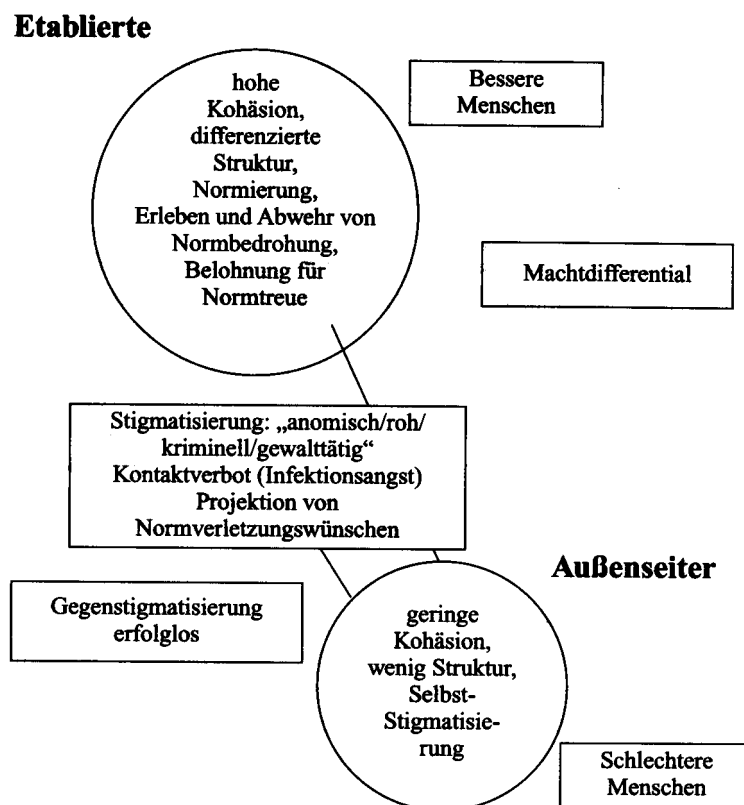 Etablierte
hohe
Kohäsion,
differenzierte
Struktur,
Normierung,
Erleben und Abwehr von
Normbedrohung,
Belohnung für
Normtreue
Bessere
Menschen
Machtdifferential
Stigmatisierung: „anomisch/roh/
kriminell/gewalttätig“
Kontaktverbot (Infektionsangst)
Projektion von
Normverletzungswünschen
Gegenstigmatisierung
erfolglos
Außenseiter
geringe
Kohäsion,
wenig Struktur,
Selbst-
Stigmatisie-
rung
Schlechtere
Menschen